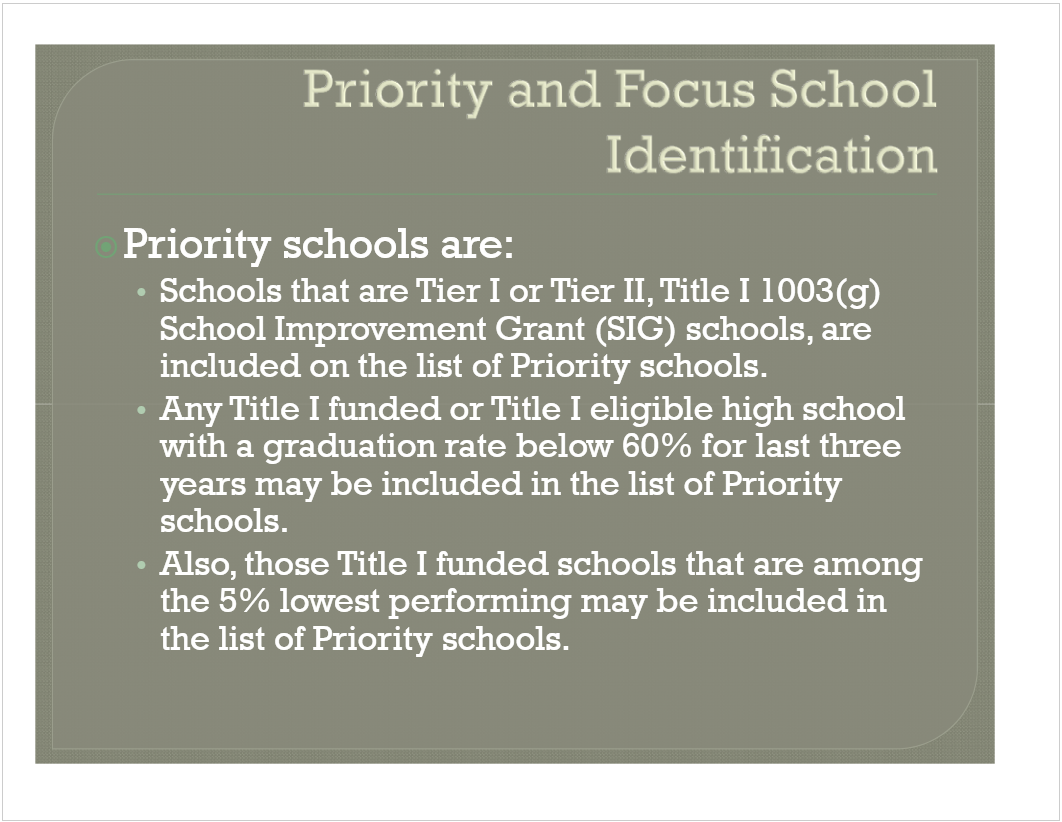 Priority and Focus School
Identification
Priority schools are:
• Schools that are Tier I or Tier II, Title I 1003(g)
School Improvement Grant (SIG) schools, are
included on the list of Priority schools.
• Any Title I funded or Title I eligible high school
with a graduation rate below 60% for last three
years may be included in the list of Priority
schools.
• Also, those Title I funded schools that are among
the 5% lowest performing may be included in
the list of Priority schools.